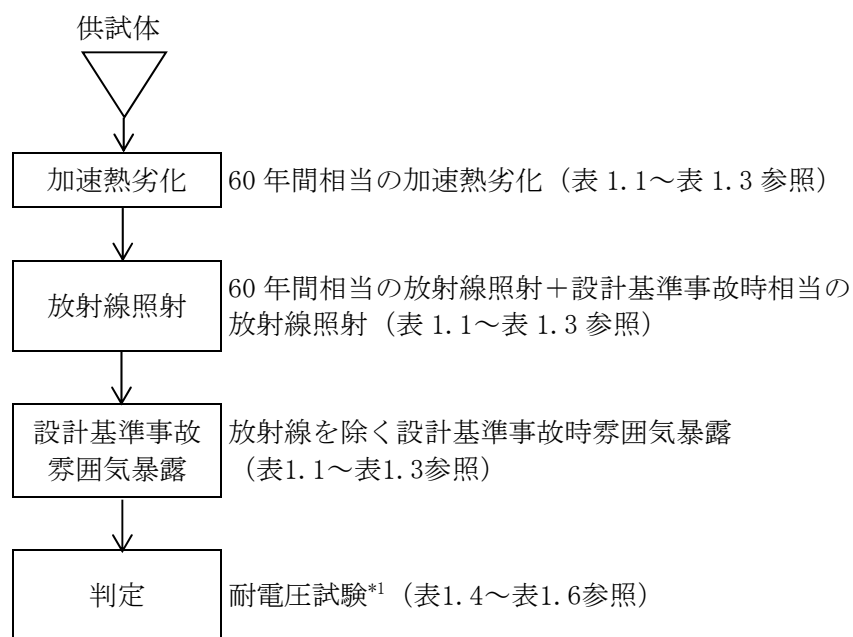 供試体
加速熱劣化
60 年間相当の加速熱劣化（表 1.1～表 1.3 参照）
放射線照射
60 年間相当の放射線照射＋設計基準事故時相当の
放射線照射（表 1.1～表 1.3 参照）
設計基準事故
雰囲気暴露
放射線を除く設計基準事故時雰囲気暴露
（表1.1～表1.3参照）
判定
耐電圧試験*1（表1.4～表1.6参照）